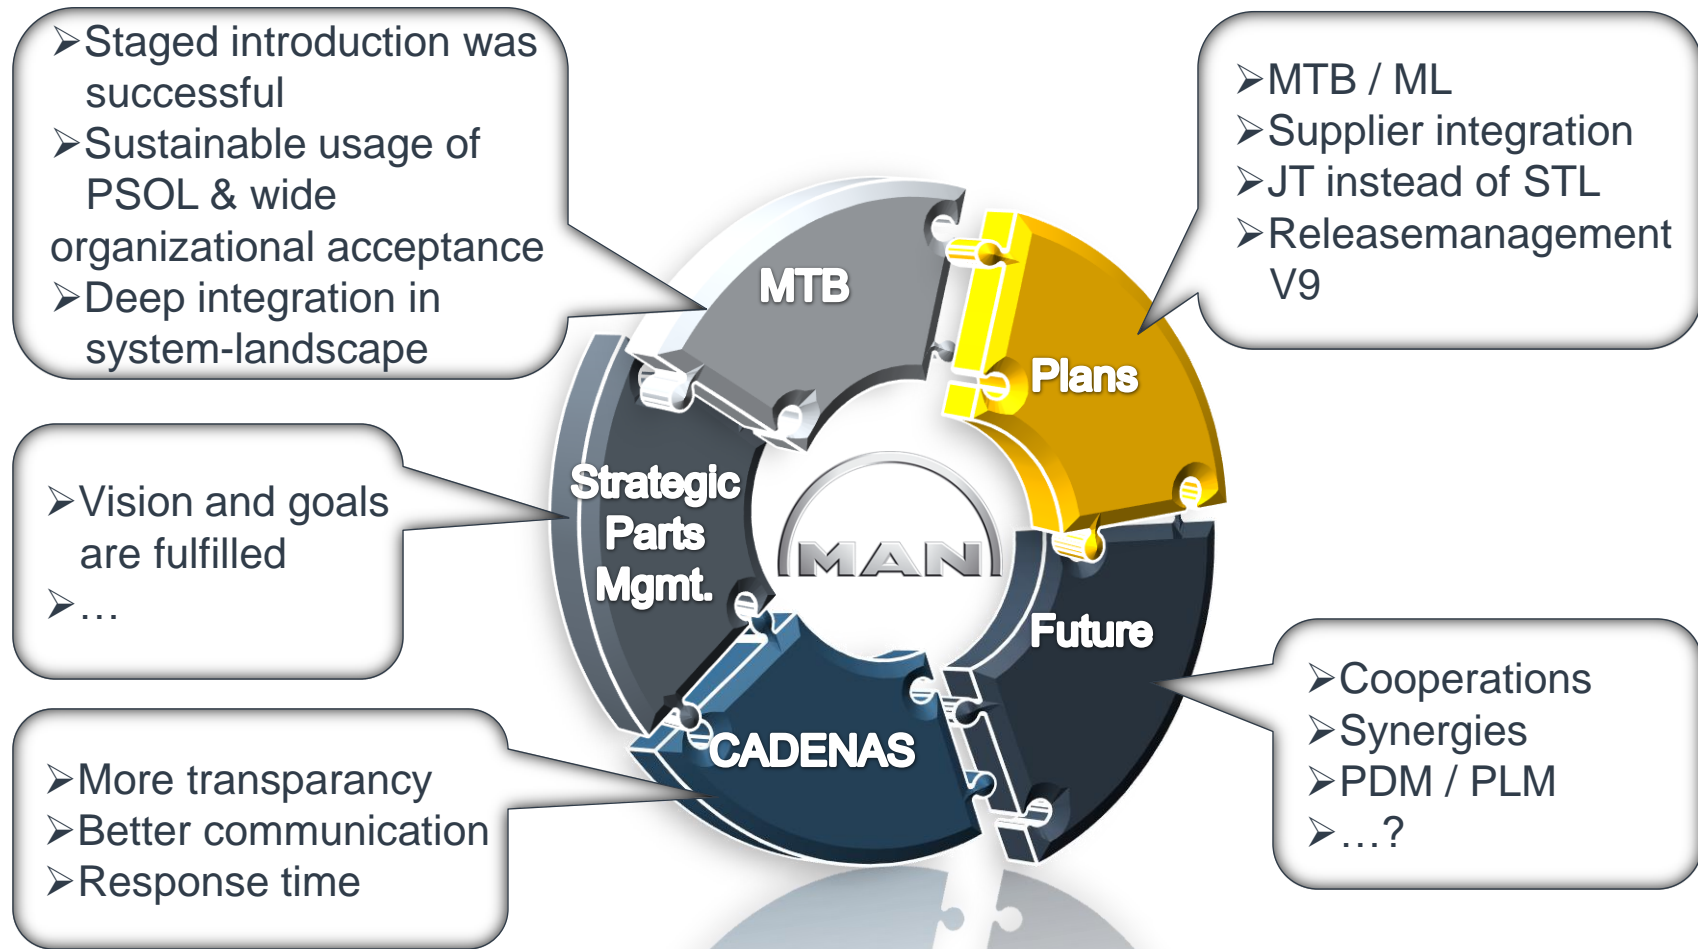 ➢Staged introduction was
successful
➢Sustainable usage of
PSOL & wide
organizational acceptance
➢Deep integration in
system-landscape
➢MTB / ML
➢Supplier integration
➢JT instead of STL
➢Releasemanagement
V9
MTB
Plans
➢Vision and goals
are fulfilled
➢…
Strategic
Parts
Mgmt.
MAN
Future
➢More transparancy
➢Better communication
➢Response time
CADENAS
➢Cooperations
➢Synergies
➢PDM / PLM
➢…?